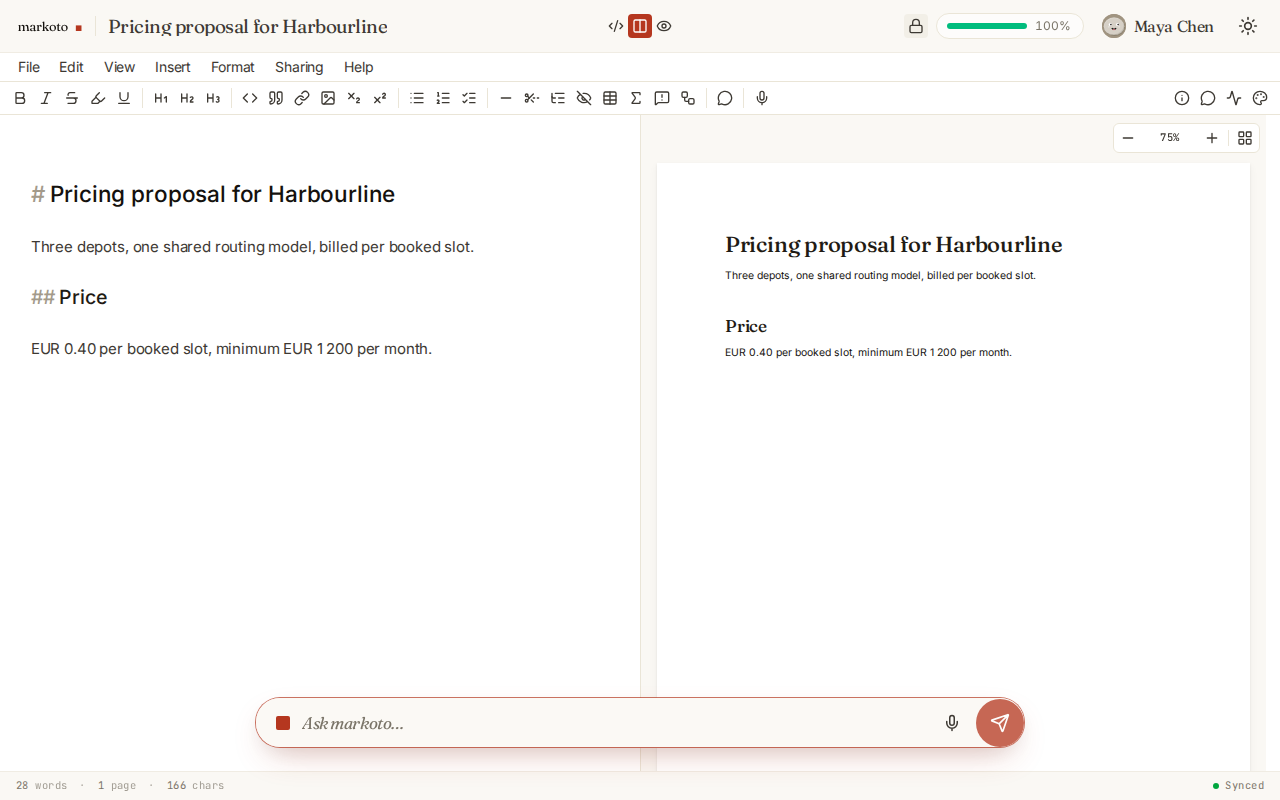 markoto
Pricing proposal for Harbourline
100%
Maya Chen
File Edit View Insert Format Sharing Help
H1 H2 H3
75%
# Pricing proposal for Harbourline
Three depots, one shared routing model, billed per booked slot.
## Price
EUR 0.40 per booked slot, minimum EUR 1 200 per month.
Pricing proposal for Harbourline
Three depots, one shared routing model, billed per booked slot.
Price
EUR 0.40 per booked slot, minimum EUR 1 200 per month.
Ask markoto...
28 words · 1 page · 166 chars
Synced